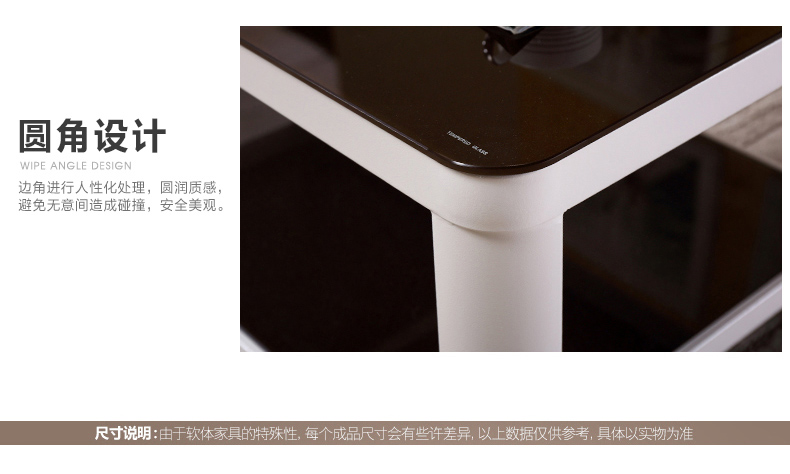 圆角设计
WIPE ANGLE DESIGN
边角进行人性化处理，圆润质感，
避免无意间造成碰撞，安全美观。
TEMPERED GLASS
尺寸说明：由于软体家具的特殊性，每个成品尺寸会有些许差异，以上数据仅供参考，具体以实物为准